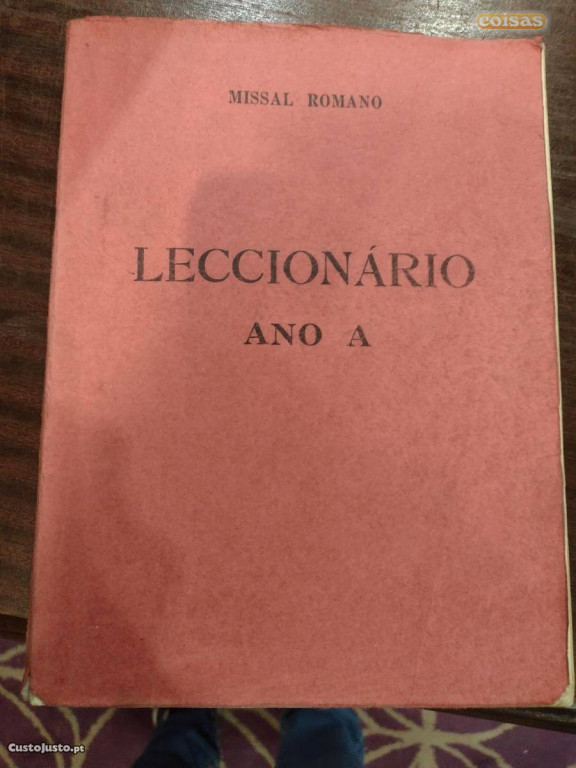 coisas
MISSAL ROMANO
LECCIONÁRIO
ANO A
CustoJusto.pt